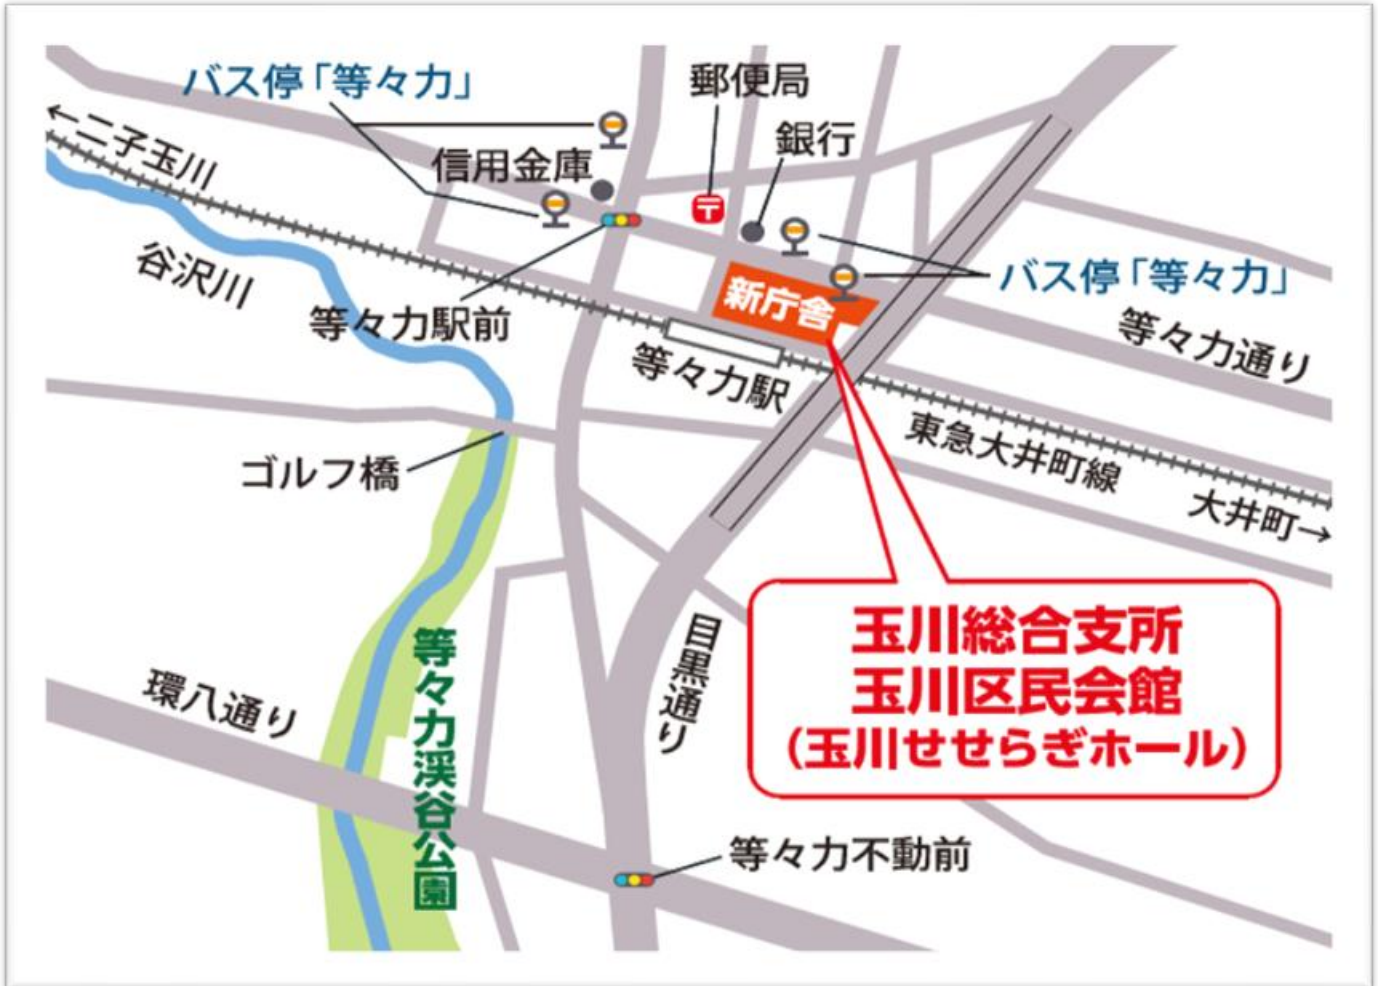 バス停「等々力」
郵便局
銀行
←二子玉川
信用金庫
〒
谷沢川
等々力駅前
新庁舎
バス停「等々力」
等々力通り
等々力駅
東急大井町線
大井町→
ゴルフ橋
玉川総合支所
玉川区民会館
(玉川せせらぎホール)
目黒通り
環八通り
等々力渓谷公園
等々力不動前